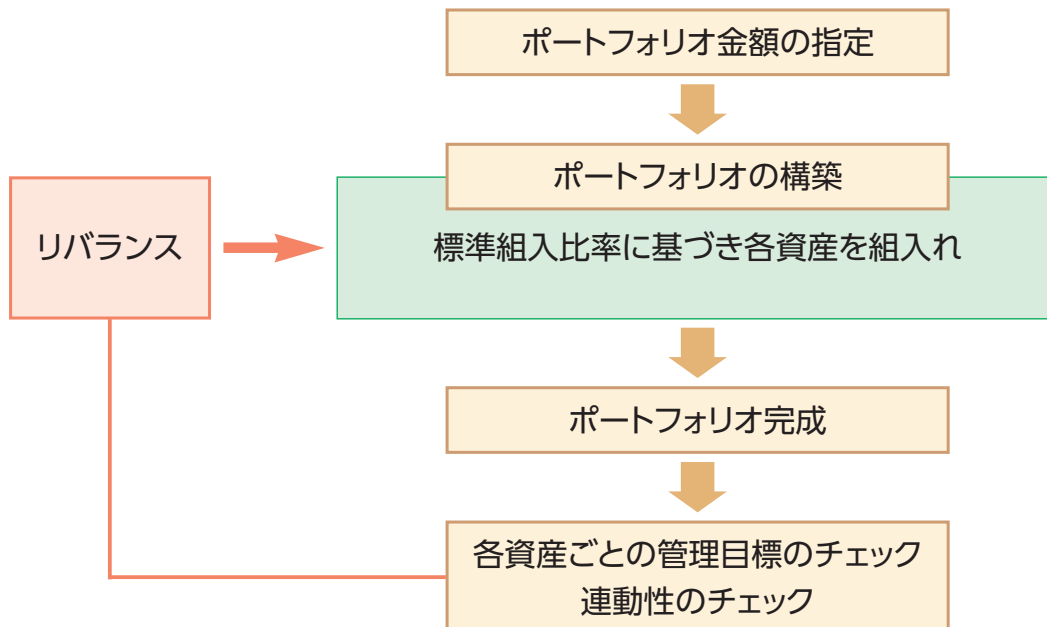 ポートフォリオ金額の指定
ポートフォリオの構築
リバランス
標準組入比率に基づき各資産を組入れ
ポートフォリオ完成
各資産ごとの管理目標のチェック
連動性のチェック